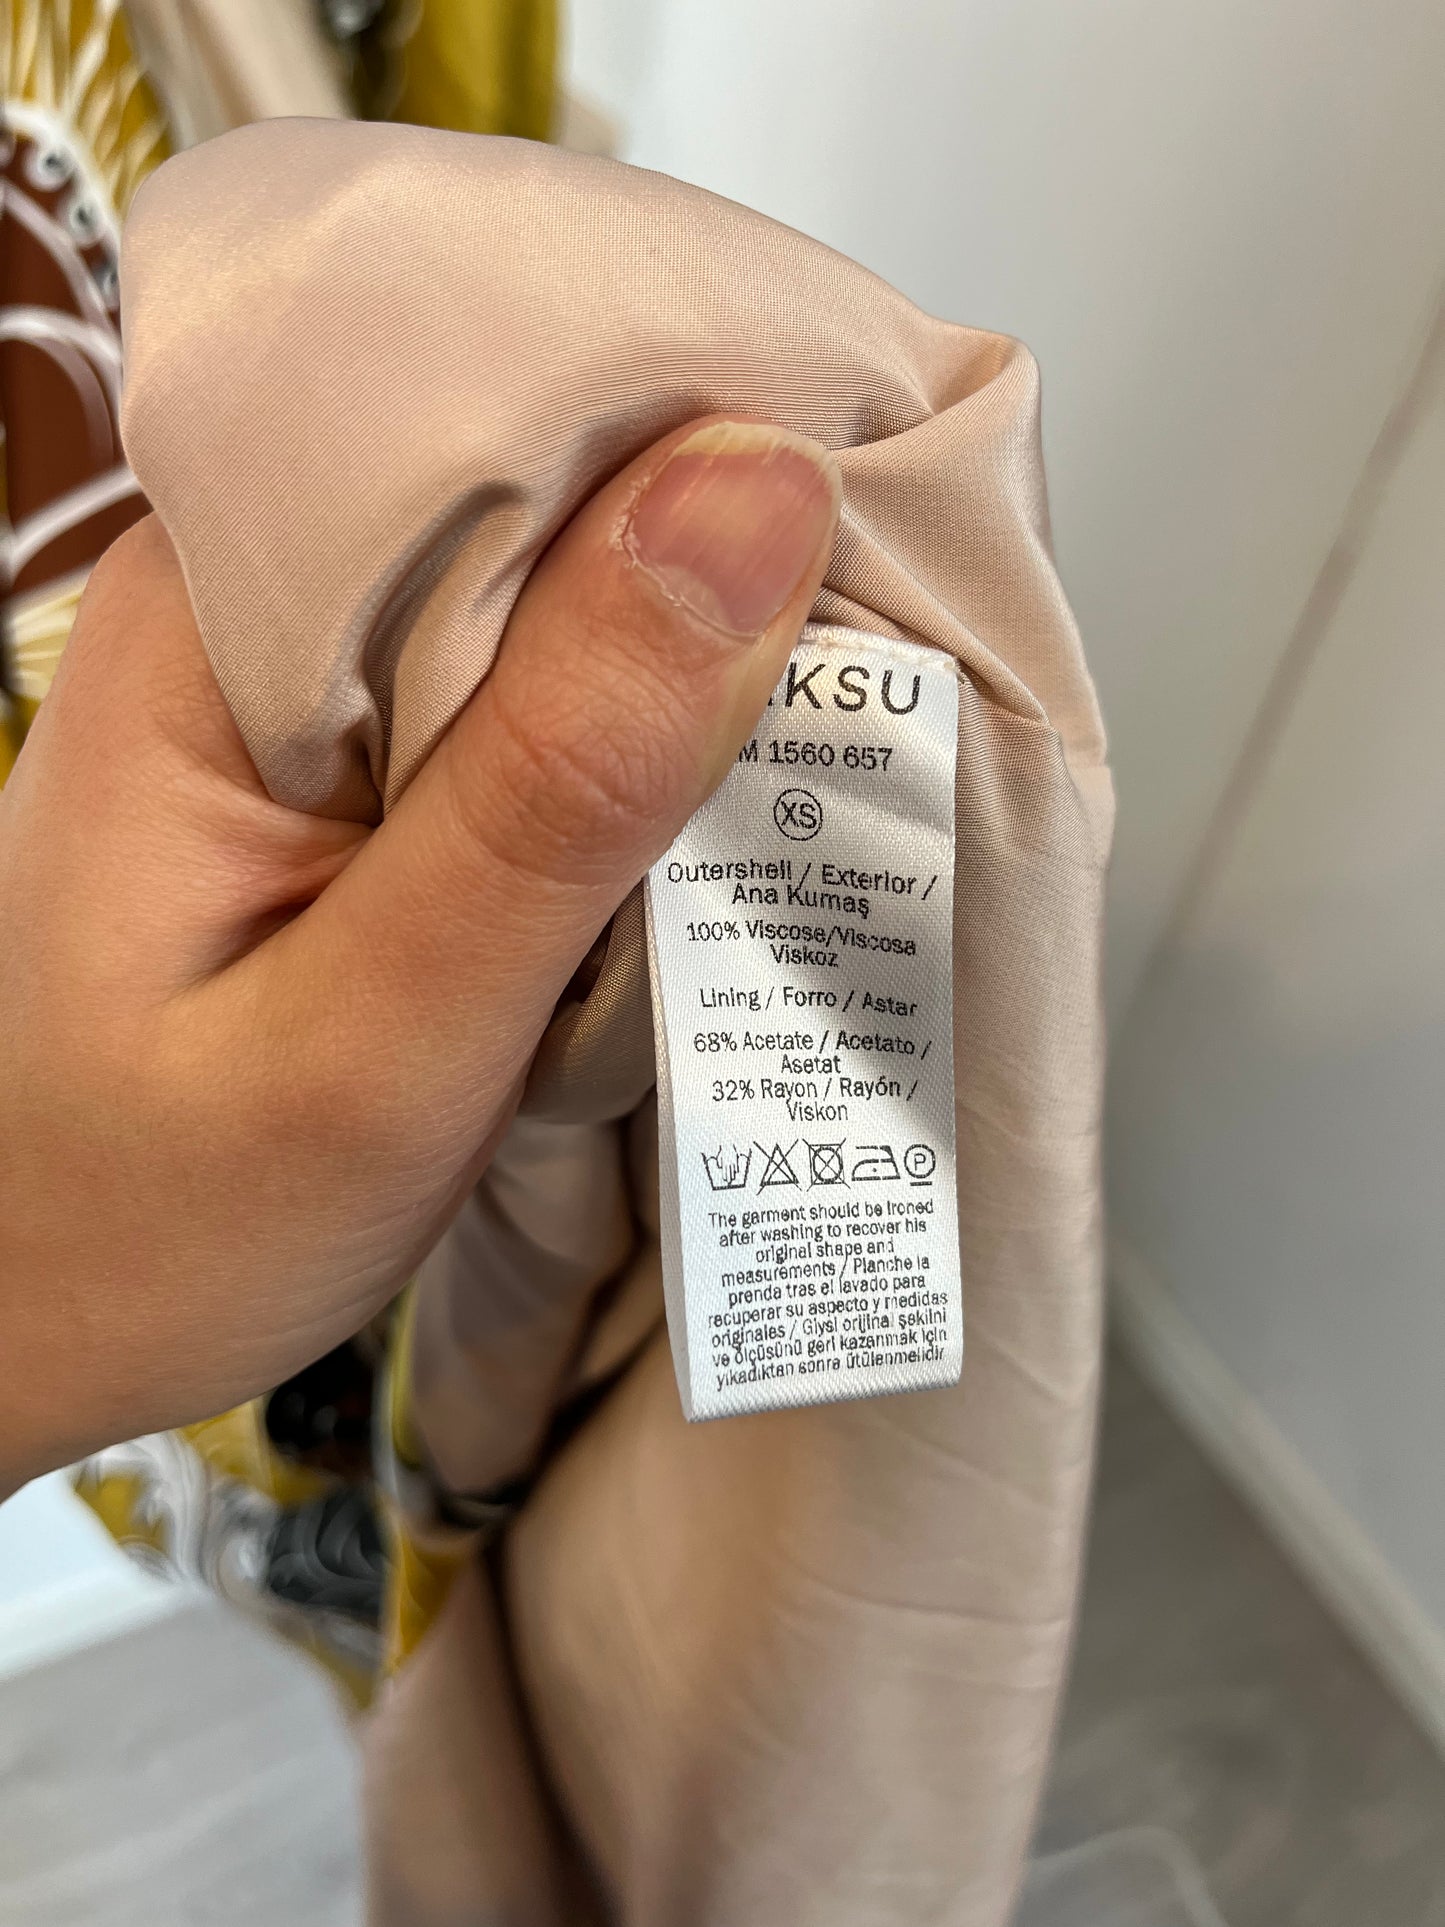 KSU
M 1560 657
XS
Outershell / Exterior /
Ana Kumaş
100% Viscose/Viscosa
Viskoz
Lining / Forro / Astar
68% Acetate / Acetato /
Asetat
32% Rayon / Rayón /
Viskon
P
The garment should be ironed
after washing to recover his
original shape and
measurements / Planche la
prenda tras el lavado para
recuperar su aspecto y medidas
originales / Giysi orijinal şekilni
ve ölçüsünü geri kazanmak için
yıkadıktan sonra ütülenmelidir